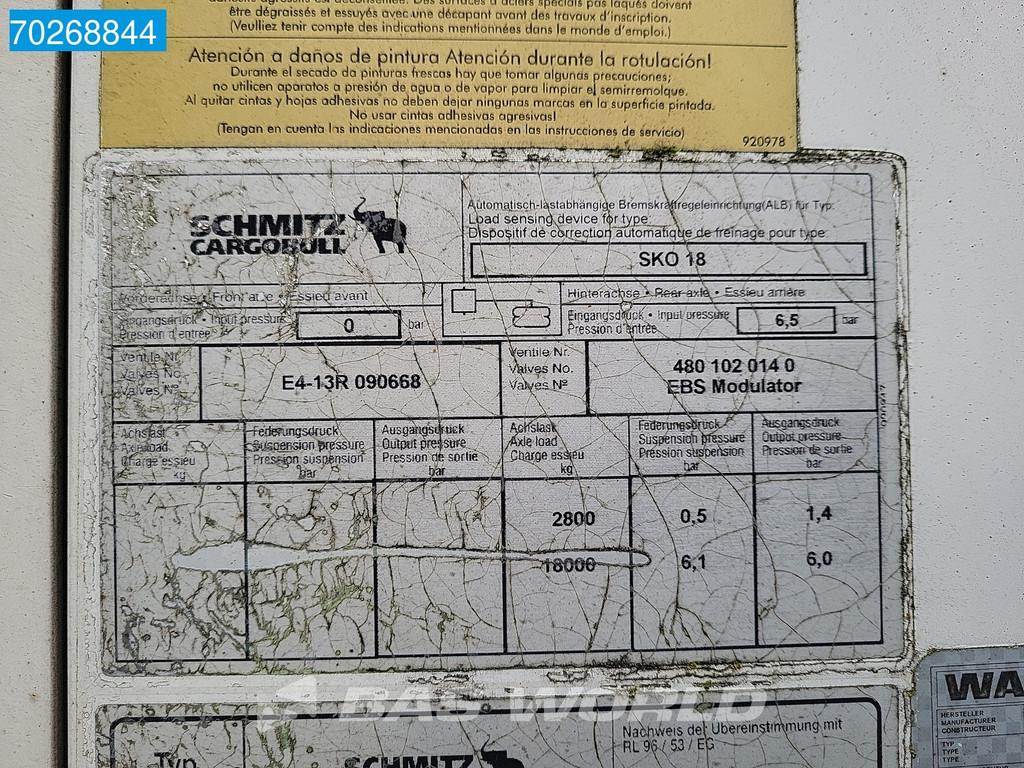 70268844
être dégraissés et essuyés avec une décapant avant des travaux d'inscription.
(Veuillez tenir compte des indications mentionnées dans le monde d'emploi.)
Atención a daños de pintura Atención durante la rotulación!
Durante el secado da pinturas frescas hay que tomar algunas precauciones;
no utilicen aparatos a presión de agua o de vapor para limpiar el semirremolque.
Al quitar cintas y hojas adhesivas no deben dejar ningunas marcas en la superficie pintada.
No usar cintas adhesivas agresivas!
(Tengan en cuenta las indicaciones mencionadas en las instrucciones de servicio)
920978
SCHMITZ
CARGOBULL
Automatisch-lastabhängige Bremskraftregeleinrichtung(ALB) für Typ:
Load sensing device for type:
Dispositif de correction automatique de freinage pour type:
SKO 18
Vorderachse • Front axle • Essieu avant
Hinterachse • Rear axle • Essieu arrière
Eingangsdruck • Input pressure
Pression d'entrée
0 bar
Eingangsdruck • Input pressure
Pression d'entrée
6,5 bar
Ventile Nr.
Valves No.
Valves Nº
E4-13R 090668
Ventile Nr.
Valves No.
Valves Nº
480 102 014 0
EBS Modulator
Achslast
Axle load
Charge essieu
kg
Federungsdruck
Suspension pressure
Pression suspension
bar
Ausgangsdruck
Output pressure
Pression de sortie
bar
Achslast
Axle load
Charge essieu
kg
Federungsdruck
Suspension pressure
Pression suspension
bar
Ausgangsdruck
Output pressure
Pression de sortie
bar
2800 0,5 1,4
18000 6,1 6,0
BAS WORLD
Typ
SCHMITZ
Nachweis der Übereinstimmung mit
RL 96 / 53 / EG
WA
HERSTELLER
MANUFACTURER
CONSTRUCTEUR
TYP
TYPE
TYPE